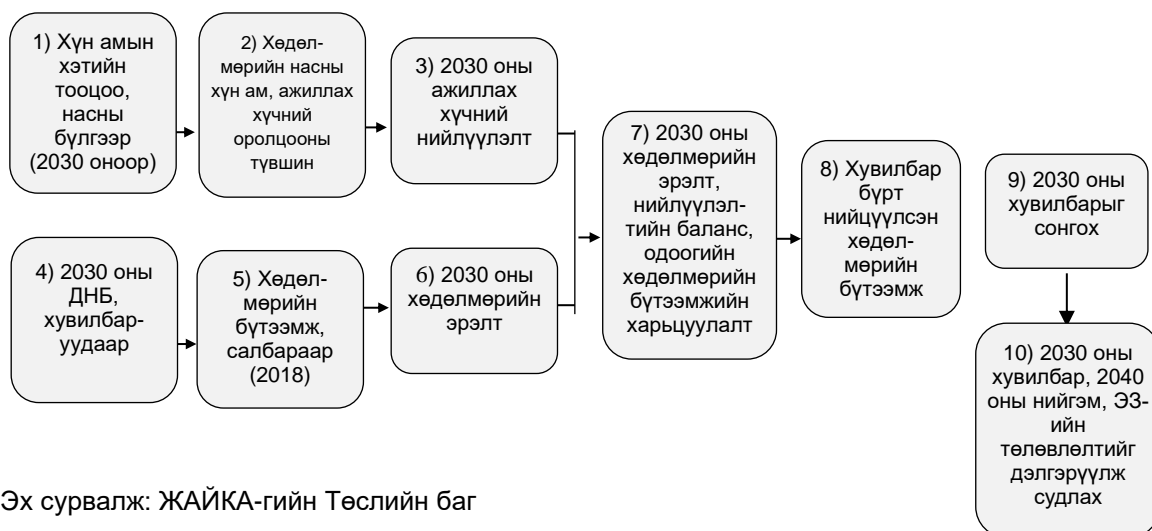 1) Хүн амын
хэтийн
тооцоо,
насны
бүлгээр
(2030 оноор)
2) Хөдөл-
мөрийн насны
хүн ам, ажиллах
хүчний
оролцооны
түвшин
3) 2030 оны
ажиллах
хүчний
нийлүүлэлт
4) 2030 оны
ДНБ,
хувилбар-
уудаар
5) Хөдөл-
мөрийн
бүтээмж,
салбараар
(2018)
6) 2030 оны
хөдөлмөрийн
эрэлт
7) 2030 оны
хөдөлмөрийн
эрэлт,
нийлүүлэл-
тийн баланс,
одоогийн
хөдөлмөрийн
бүтээмжийн
харьцуулалт
8) Хувилбар
бүрт
нийцүүлсэн
хөдөл-
мөрийн
бүтээмж
9) 2030 оны
хувилбарыг
сонгох
10) 2030 оны
хувилбар, 2040
оны нийгэм, ЭЗ-
ийн
төлөвлөлтийг
дэлгэрүүлж
судлах
Эх сурвалж: ЖАЙКА-гийн Төслийн баг